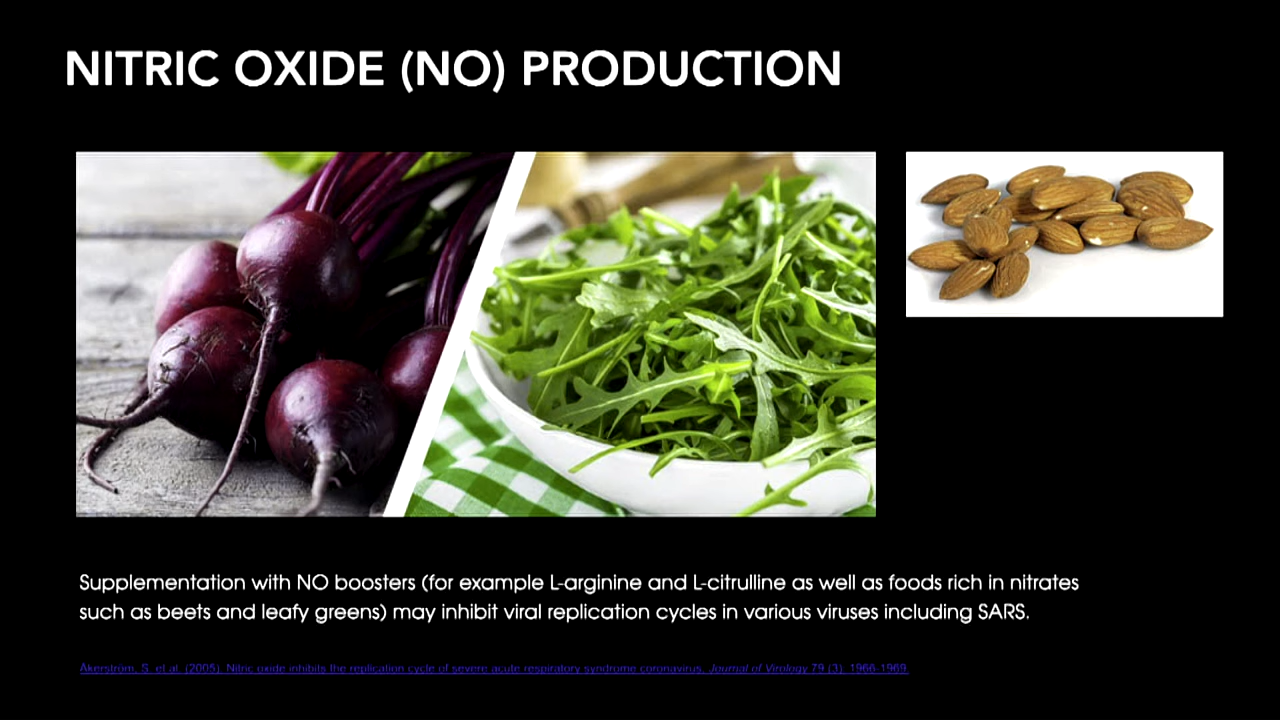 NITRIC OXIDE (NO) PRODUCTION
Supplementation with NO boosters (for example L-arginine and L-citrulline as well as foods rich in nitrates
such as beets and leafy greens) may inhibit viral replication cycles in various viruses including SARS.
Åkerström, S. et al. (2005). Nitric oxide inhibits the replication cycle of severe acute respiratory syndrome coronavirus. Journal of Virology 79 (3), 1966-1969.